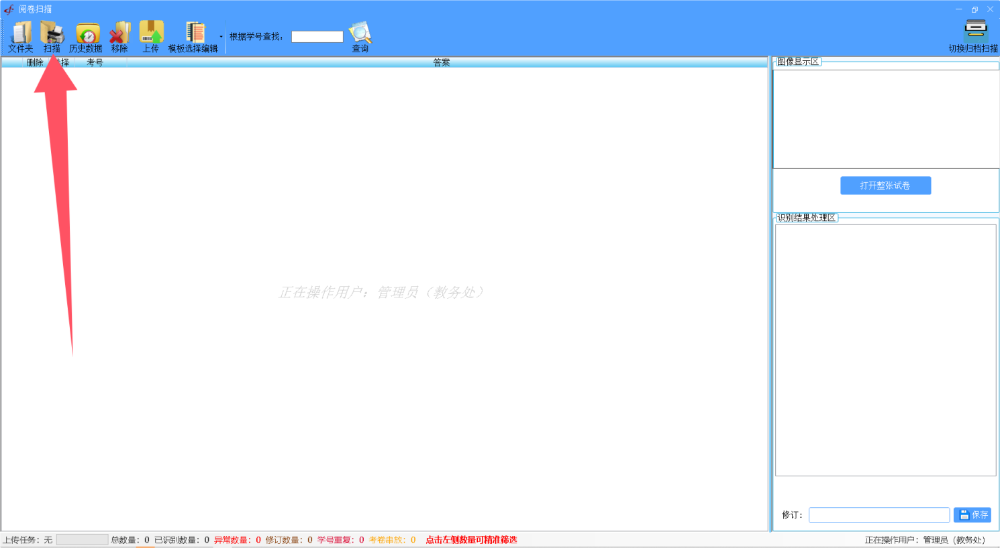 阅卷扫描
文件夹 扫描 历史数据 移除 上传 模板选择编辑 根据学号查找： 查询 切换归档扫描
删除 择 考号 答案
图像显示区
打开整张试卷
识别结果处理区
正在操作用户：管理员（教务处）
修订： 保存
上传任务：无 总数量：0 已识别数量：0 异常数量：0 修订数量：0 学号重复：0 考卷串放：0 点击左侧数量可精准筛选 正在操作用户：管理员（教务处）